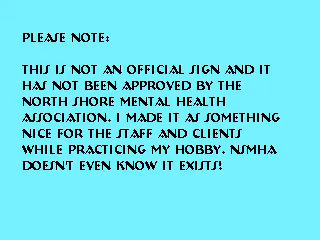 PLEASE NOTE:
THIS IS NOT AN OFFICIAL SIGN AND IT
HAS NOT BEEN APPROVED BY THE
NORTH SHORE MENTAL HEALTH
ASSOCIATION. I MADE IT AS SOMETHING
NICE FOR THE STAFF AND CLIENTS
WHILE PRACTICING MY HOBBY. NSMHA
DOESN'T EVEN KNOW IT EXISTS!